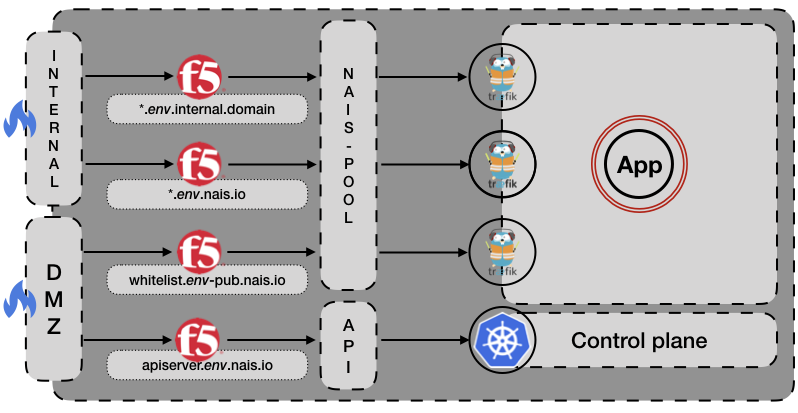 INTERNAL
DMZ
f5
*.env.internal.domain
f5
*.env.nais.io
f5
whitelist.env-pub.nais.io
f5
apiserver.env.nais.io
NAIS-POOL
API
træfik
træfik
træfik
App
Control plane